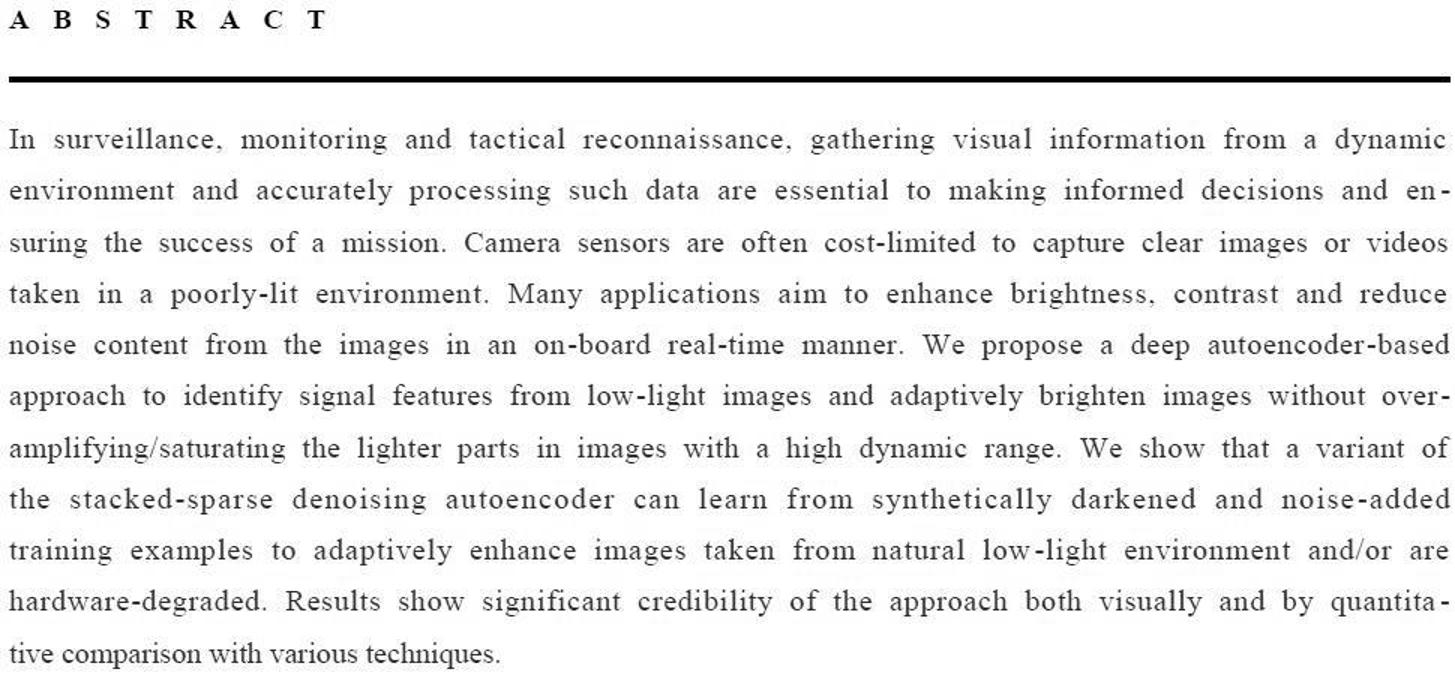 A B S T R A C T
In surveillance, monitoring and tactical reconnaissance, gathering visual information from a dynamic
environment and accurately processing such data are essential to making informed decisions and en-
suring the success of a mission. Camera sensors are often cost-limited to capture clear images or videos
taken in a poorly-lit environment. Many applications aim to enhance brightness, contrast and reduce
noise content from the images in an on-board real-time manner. We propose a deep autoencoder-based
approach to identify signal features from low-light images and adaptively brighten images without over-
amplifying/saturating the lighter parts in images with a high dynamic range. We show that a variant of
the stacked-sparse denoising autoencoder can learn from synthetically darkened and noise-added
training examples to adaptively enhance images taken from natural low-light environment and/or are
hardware-degraded. Results show significant credibility of the approach both visually and by quantita-
tive comparison with various techniques.